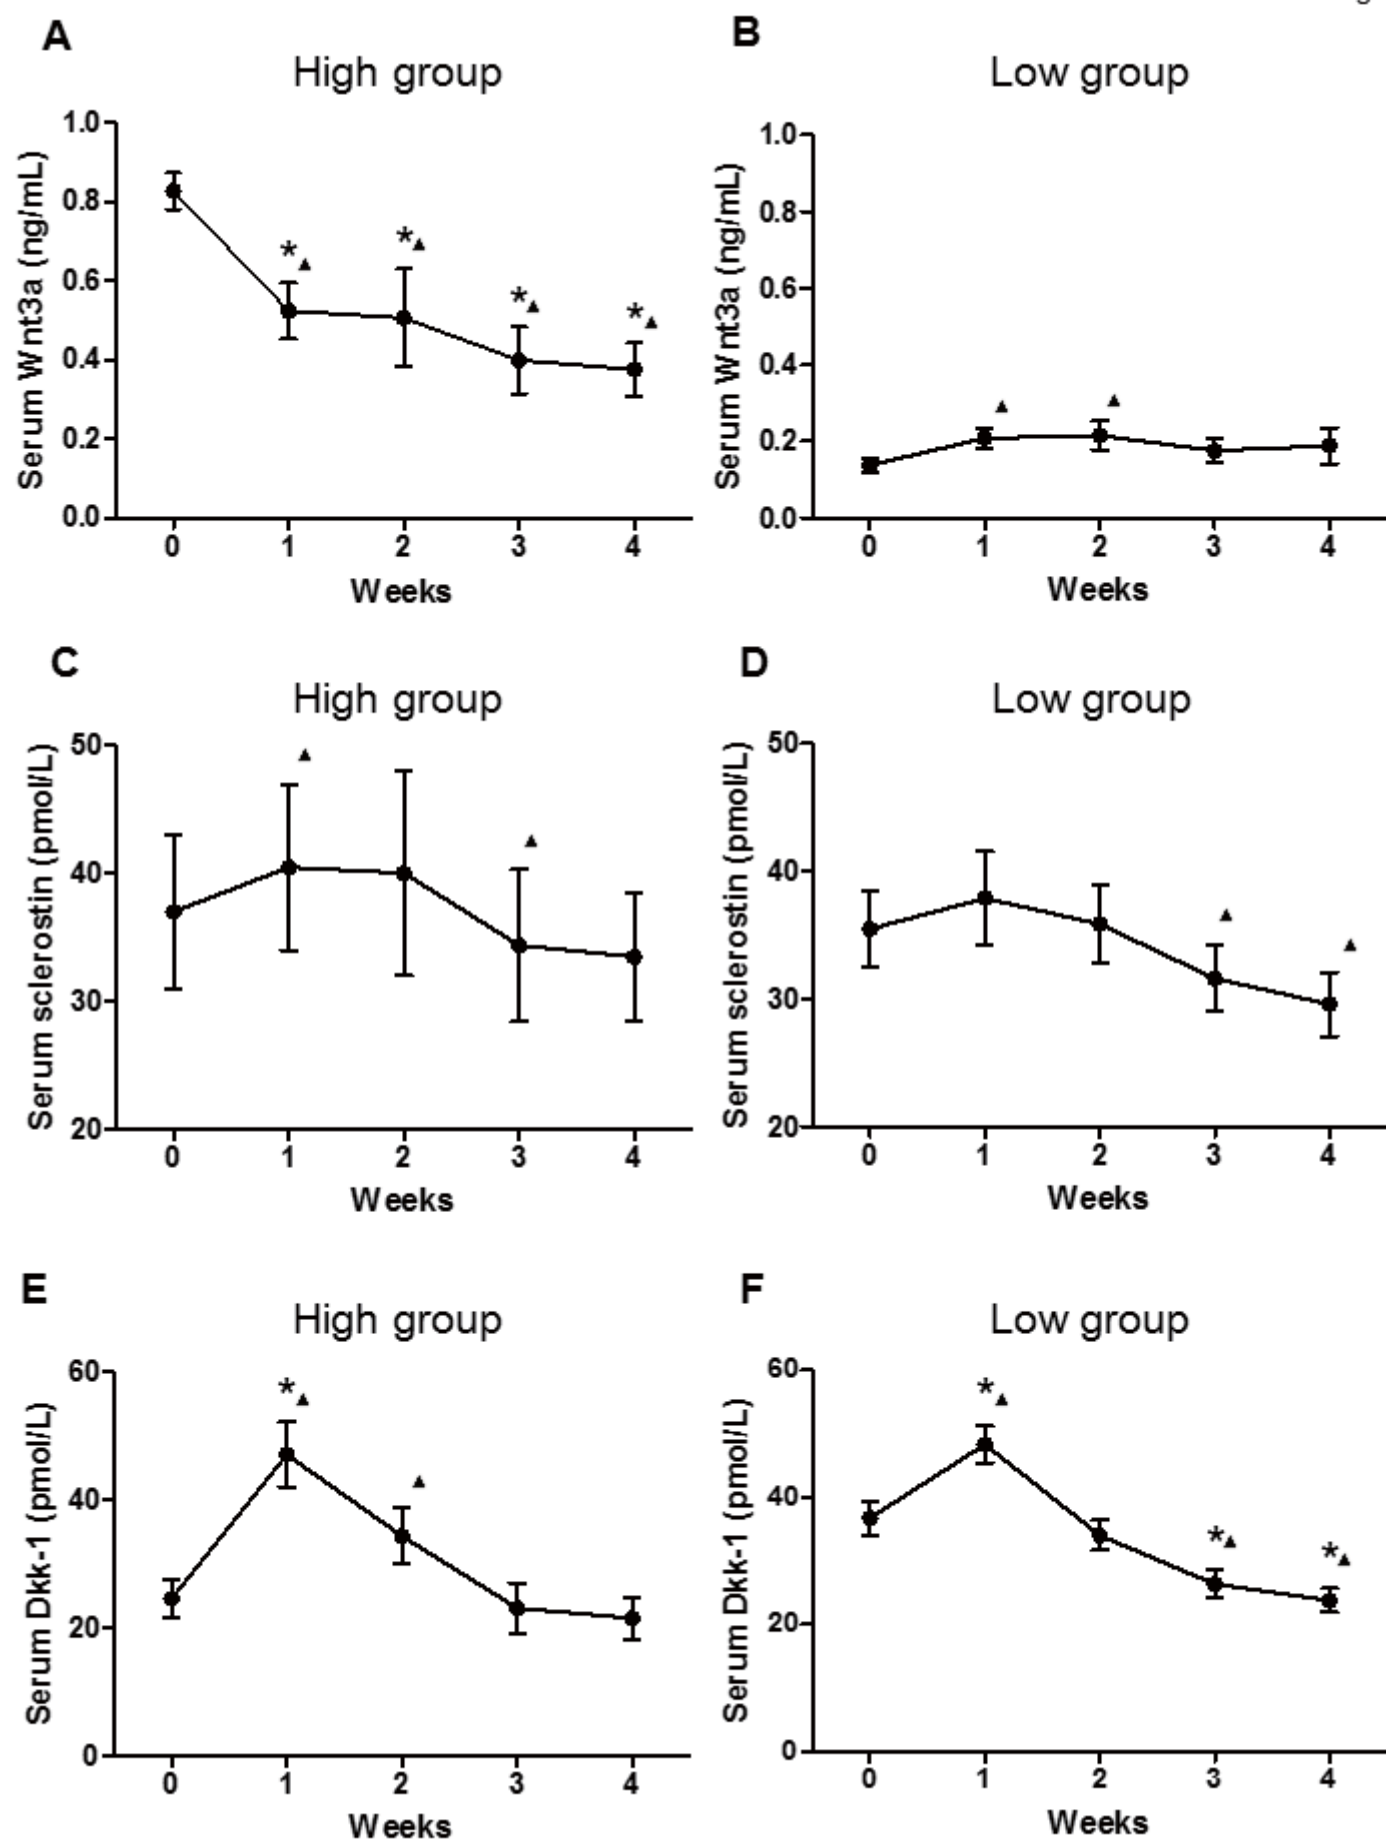 A
High group
Serum Wnt3a (ng/mL)
1.0
0.8
0.6
0.4
0.2
0.0
* ▲
* ▲
* ▲
* ▲
0 1 2 3 4
Weeks
B
Low group
Serum Wnt3a (ng/mL)
1.0
0.8
0.6
0.4
0.2
0.0
▲
▲
0 1 2 3 4
Weeks
C
High group
Serum sclerostin (pmol/L)
50
40
30
20
▲
▲
0 1 2 3 4
Weeks
D
Low group
Serum sclerostin (pmol/L)
50
40
30
20
▲
▲
0 1 2 3 4
Weeks
E
High group
Serum Dkk-1 (pmol/L)
60
40
20
0
* ▲
▲
0 1 2 3 4
Weeks
F
Low group
Serum Dkk-1 (pmol/L)
60
40
20
0
* ▲
* ▲
* ▲
0 1 2 3 4
Weeks